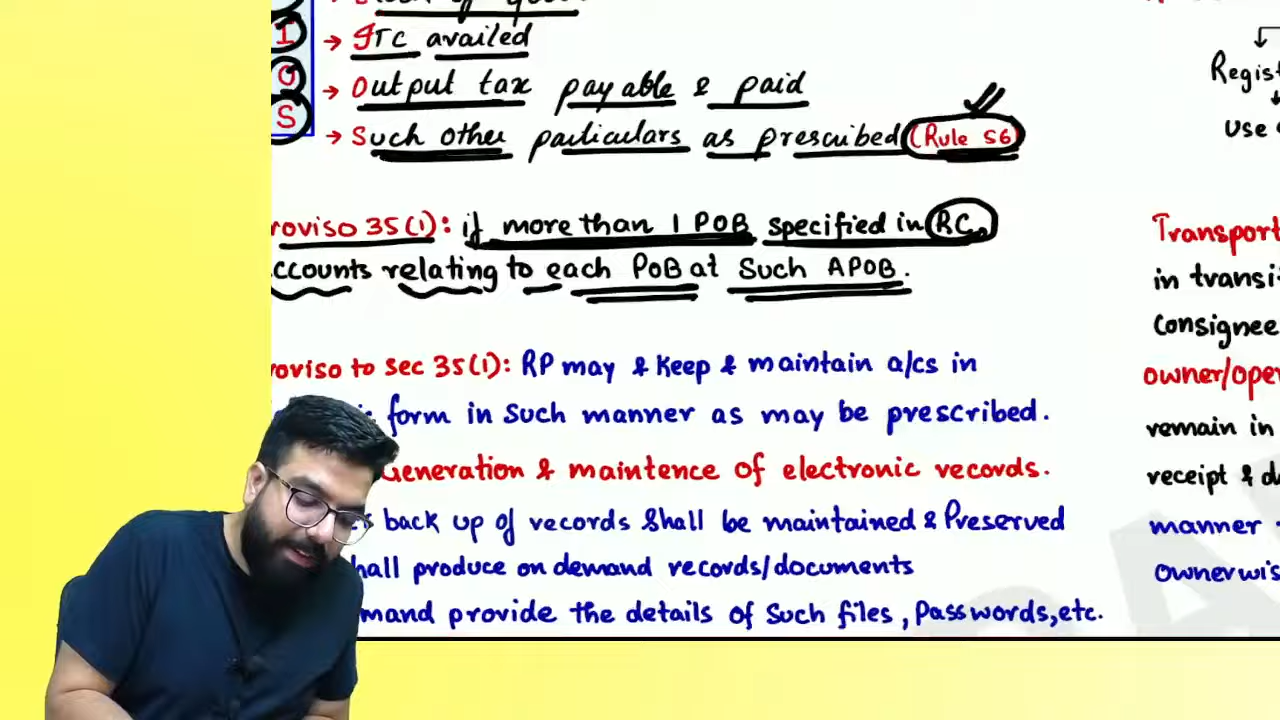 I → ITC availed
O → Output tax payable & paid
S → Such other particulars as prescribed (Rule 56)
roviso 35(1): if more than 1 POB specified in RC,
ccounts relating to each POB at Such APOB.
roviso to sec 35(1): RP may & Keep & maintain a/cs in
form in Such manner as may be prescribed.
Generation & maintence of electronic records.
back up of records Shall be maintained & Preserved
hall produce on demand records/documents
mand provide the details of Such files, Passwords, etc.
Regist
use
Transport
in transi
Consignee
owner/oper
remain in
receipt & d
manner
Ownerwis